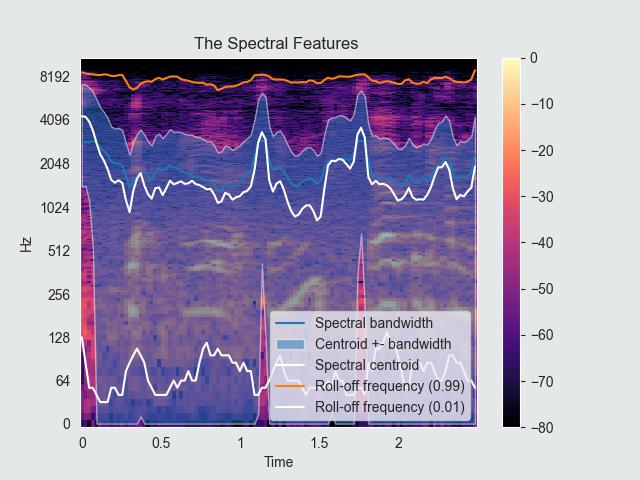 The Spectral Features
8192
4096
2048
1024
512
256
128
64
0
Hz
0
0.5
1
1.5
2
Time
Spectral bandwidth
Centroid +- bandwidth
Spectral centroid
Roll-off frequency (0.99)
Roll-off frequency (0.01)
0
−10
−20
−30
−40
−50
−60
−70
−80